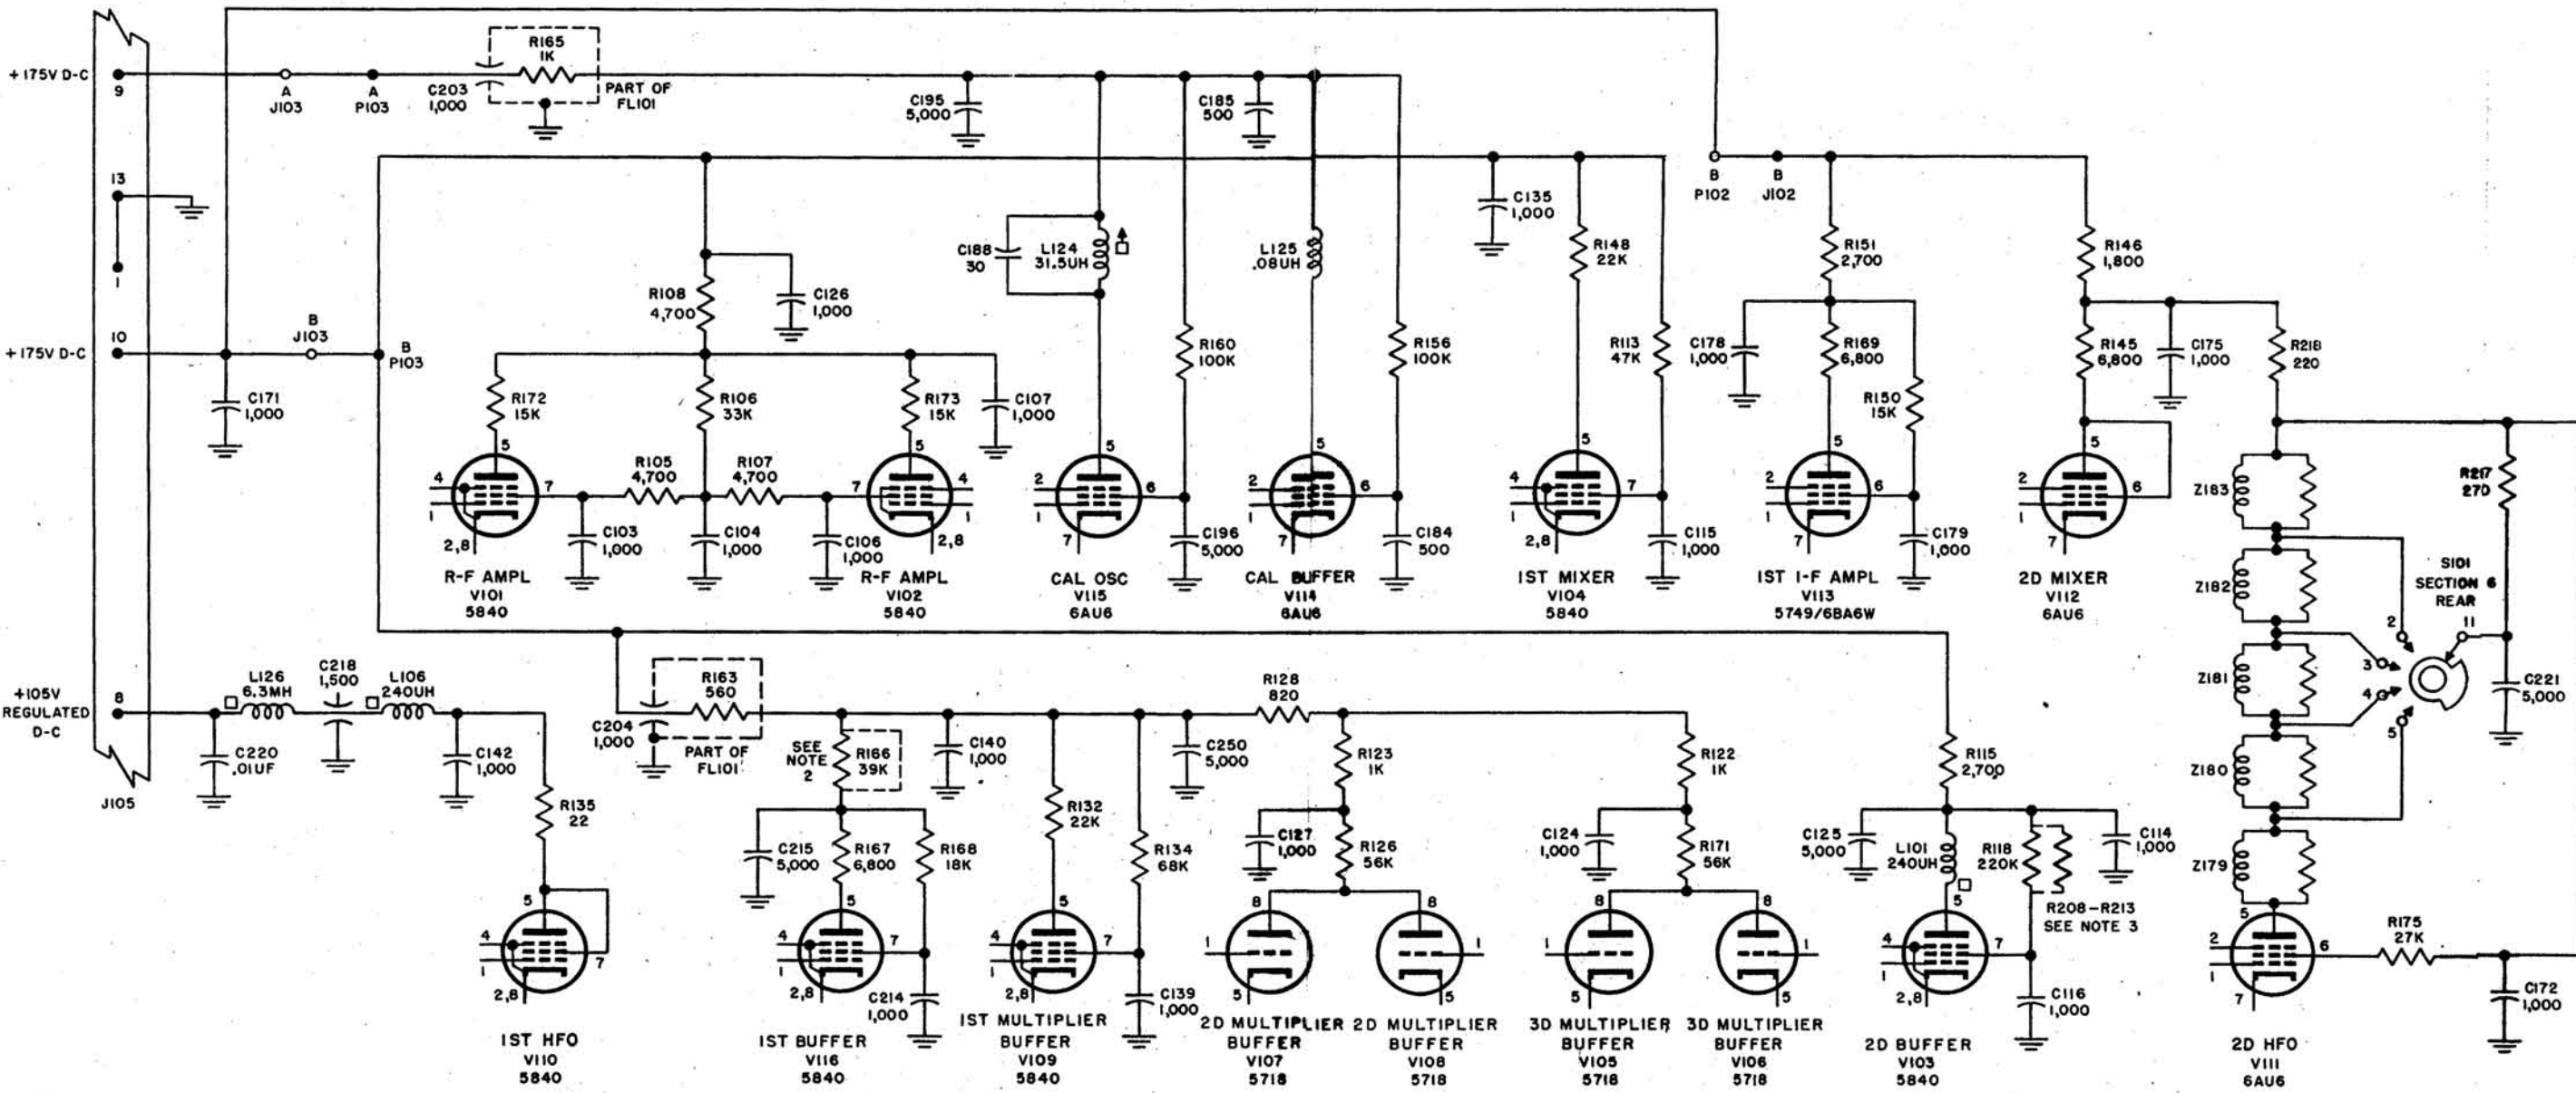 +175V D-C
9
A
J103
A
P103
C203
1,000
R165
1K
PART OF
FL101
C195
5,000
C185
500
13
1
+175V D-C
10
B
J103
B
P103
C171
1,000
R108
4,700
C126
1,000
R172
15K
R106
33K
R173
15K
C107
1,000
R105
4,700
R107
4,700
C103
1,000
C104
1,000
C106
1,000
4
1
5
7
2,8
R-F AMPL
V101
5840
7
5
4
1
2,8
R-F AMPL
V102
5840
C188
30
L124
31.5UH
R160
100K
2
1
5
6
7
C196
5,000
CAL OSC
V115
6AU6
L125
.08UH
R156
100K
2
1
5
6
7
C184
500
CAL BUFFER
V114
6AU6
C135
1,000
R148
22K
R113
47K
4
1
5
7
2,8
C115
1,000
1ST MIXER
V104
5840
B
P102
B
J102
R151
2,700
C178
1,000
R169
6,800
R150
15K
2
1
5
6
7
C179
1,000
1ST I-F AMPL
V113
5749/6BA6W
R146
1,800
R145
6,800
C175
1,000
R218
220
2
1
5
6
7
2D MIXER
V112
6AU6
Z183
Z182
Z181
Z180
Z179
R217
270
S101
SECTION 6
REAR
2
3
4
5
11
C221
5,000
+105V
REGULATED
D-C
8
J105
L126
6.3MH
C218
1,500
L106
240UH
C220
.01UF
C142
1,000
R135
22
4
1
5
7
2,8
1ST HFO
V110
5840
C204
1,000
R163
560
PART OF
FL101
SEE
NOTE
2
R166
39K
C140
1,000
C215
5,000
R167
6,800
R168
18K
4
1
5
7
2,8
C214
1,000
1ST BUFFER
V116
5840
R132
22K
R134
68K
4
1
5
7
2,8
C139
1,000
1ST MULTIPLIER
BUFFER
V109
5840
C250
5,000
R128
820
R123
1K
C127
1,000
R126
56K
8
1
5
2D MULTIPLIER
BUFFER
V107
5718
8
1
5
2D MULTIPLIER
BUFFER
V108
5718
R122
1K
C124
1,000
R171
56K
8
1
5
3D MULTIPLIER
BUFFER
V105
5718
8
1
5
3D MULTIPLIER
BUFFER
V106
5718
R115
2,700
C125
5,000
L101
240UH
R118
220K
C114
1,000
R208-R213
SEE NOTE 3
4
1
5
7
2,8
C116
1,000
2D BUFFER
V103
5840
2
1
5
6
7
R175
27K
C172
1,000
2D HFO
V111
6AU6